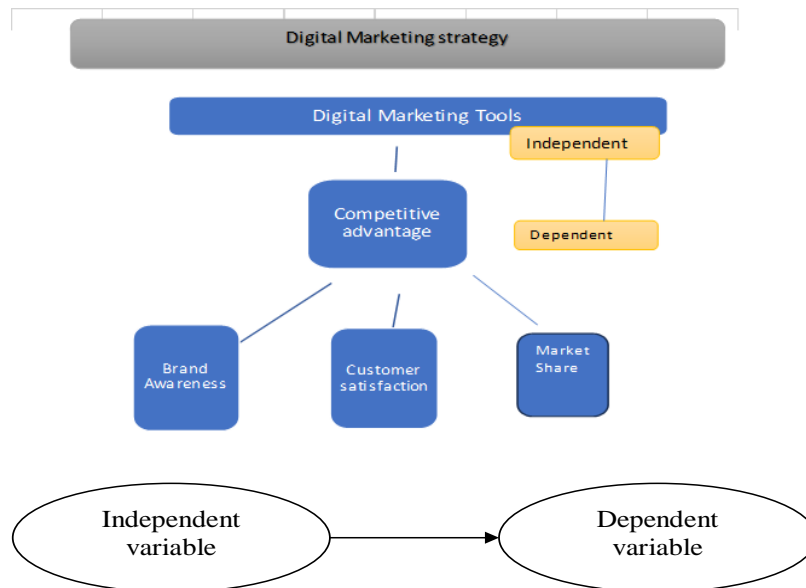 Digital Marketing strategy
Digital Marketing Tools
Independent
Competitive
advantage
Dependent
Brand
Awareness
Customer
satisfaction
Market
Share
Independent
variable
Dependent
variable